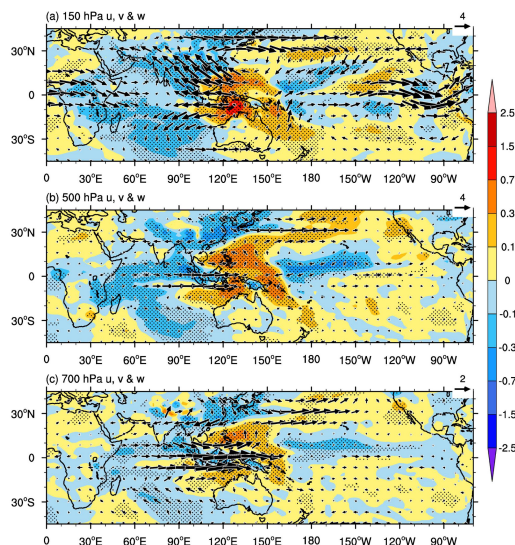 (a) 150 hPa u, v & w
4
30°N
0
30°S
0
30°E
60°E
90°E
120°E
150°E
180
150°W
120°W
90°W
(b) 500 hPa u, v & w
4
30°N
0
30°S
0
30°E
60°E
90°E
120°E
150°E
180
150°W
120°W
90°W
(c) 700 hPa u, v & w
2
30°N
0
30°S
0
30°E
60°E
90°E
120°E
150°E
180
150°W
120°W
90°W
2.5
1.5
0.7
0.3
0.1
0
-0.1
-0.3
-0.7
-1.5
-2.5